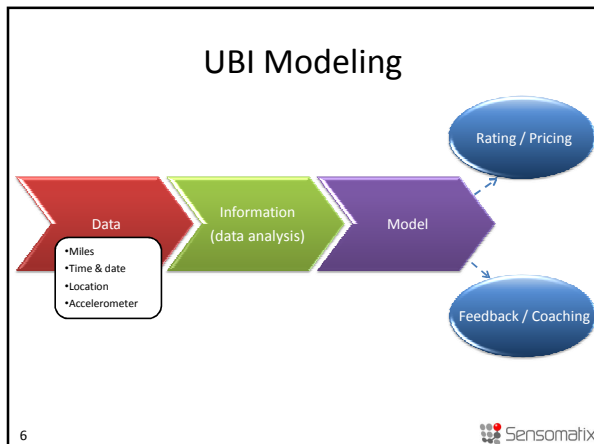 UBI Modeling
Data
•Miles
•Time & date
•Location
•Accelerometer
Information
(data analysis)
Model
Rating / Pricing
Feedback / Coaching
6
Sensomatix